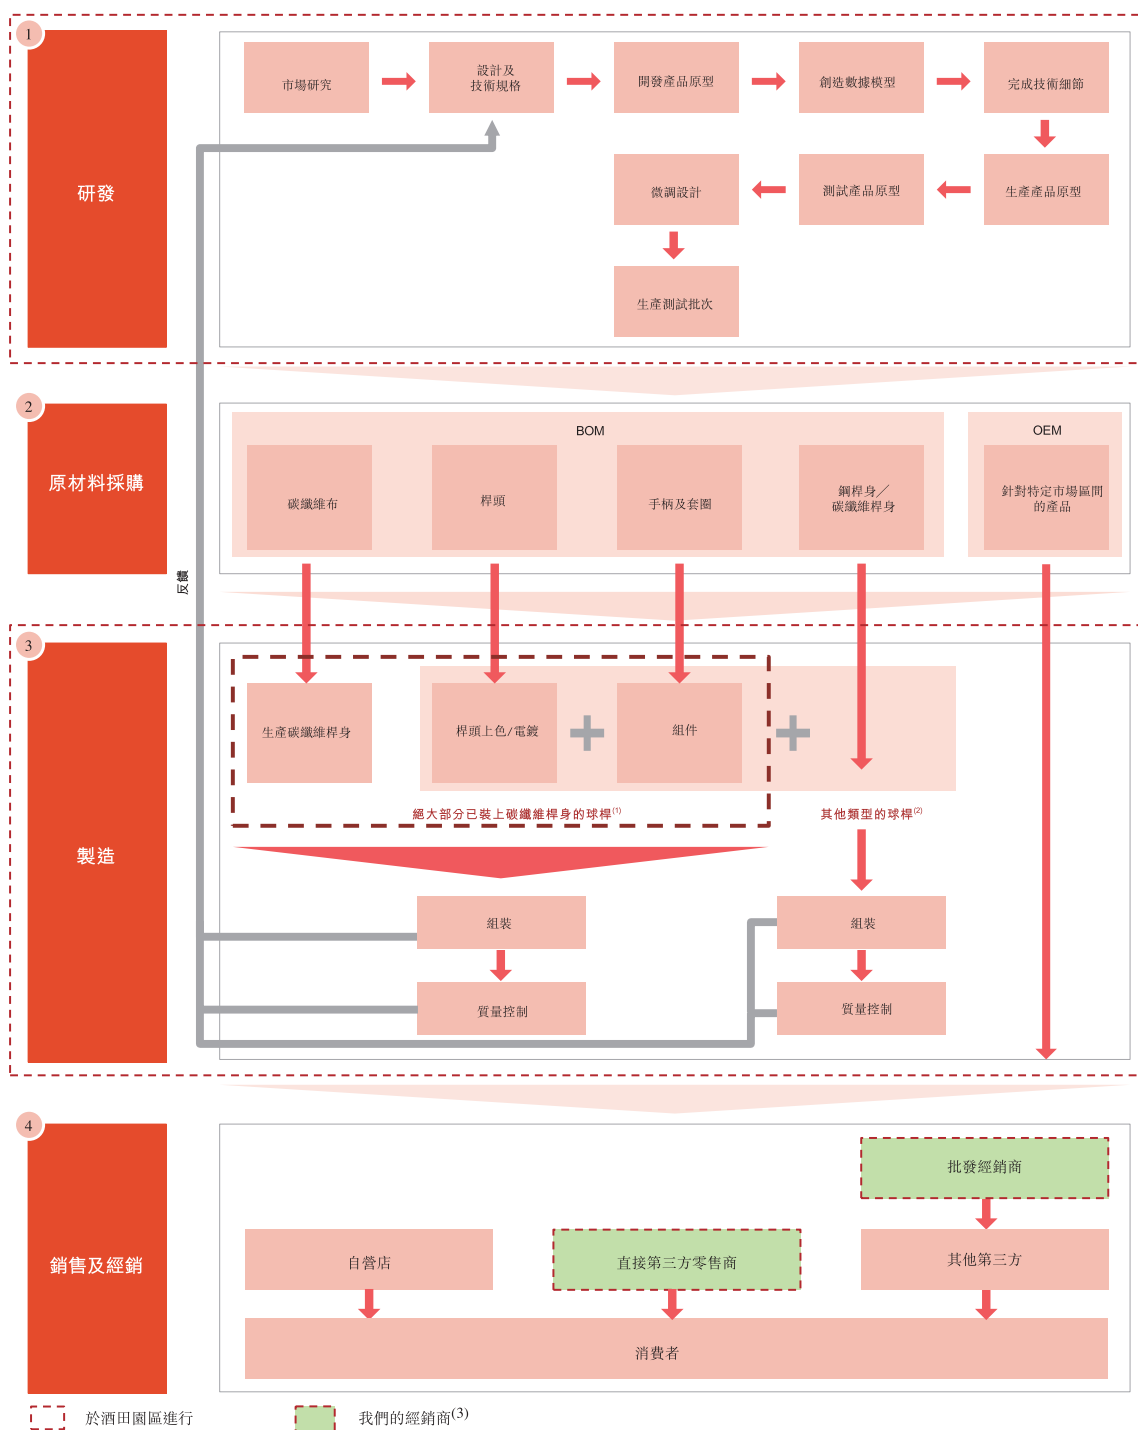 1
研發
市場研究
設計及
技術規格
開發產品原型
創造數據模型
完成技術細節
微調設計
測試產品原型
生產產品原型
生產測試批次
2
原材料採購
BOM
OEM
碳纖維布
桿頭
手柄及套圈
鋼桿身／
碳纖維桿身
針對特定市場區間
的產品
反饋
3
製造
生產碳纖維桿身
桿頭上色/電鍍
組件
絕大部分已裝上碳纖維桿身的球桿(1)
其他類型的球桿(2)
組裝
組裝
質量控制
質量控制
4
銷售及經銷
批發經銷商
自營店
直接第三方零售商
其他第三方
消費者
於酒田園區進行
我們的經銷商(3)